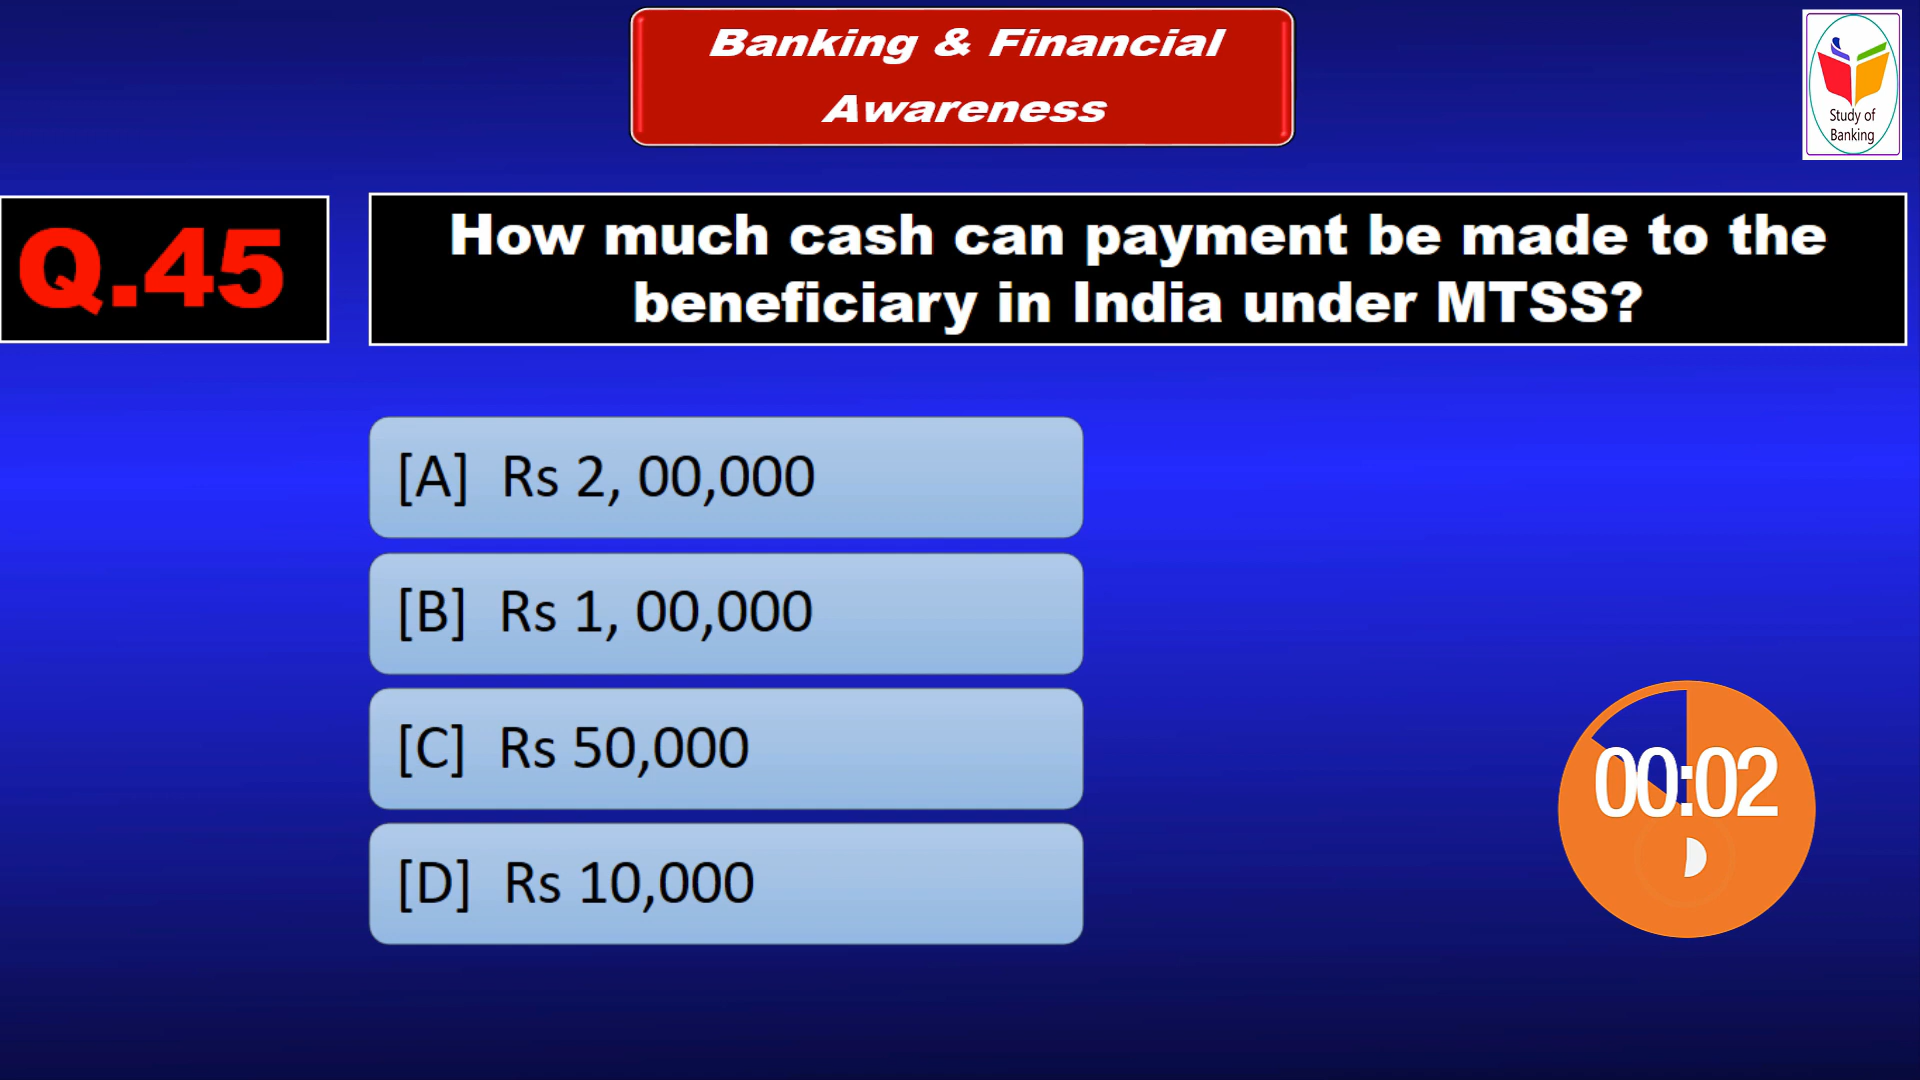 Banking & Financial
Awareness
Study of
Banking
Q.45
How much cash can payment be made to the
beneficiary in India under MTSS?
[A] Rs 2, 00,000
[B] Rs 1, 00,000
[C] Rs 50,000
[D] Rs 10,000
00:02